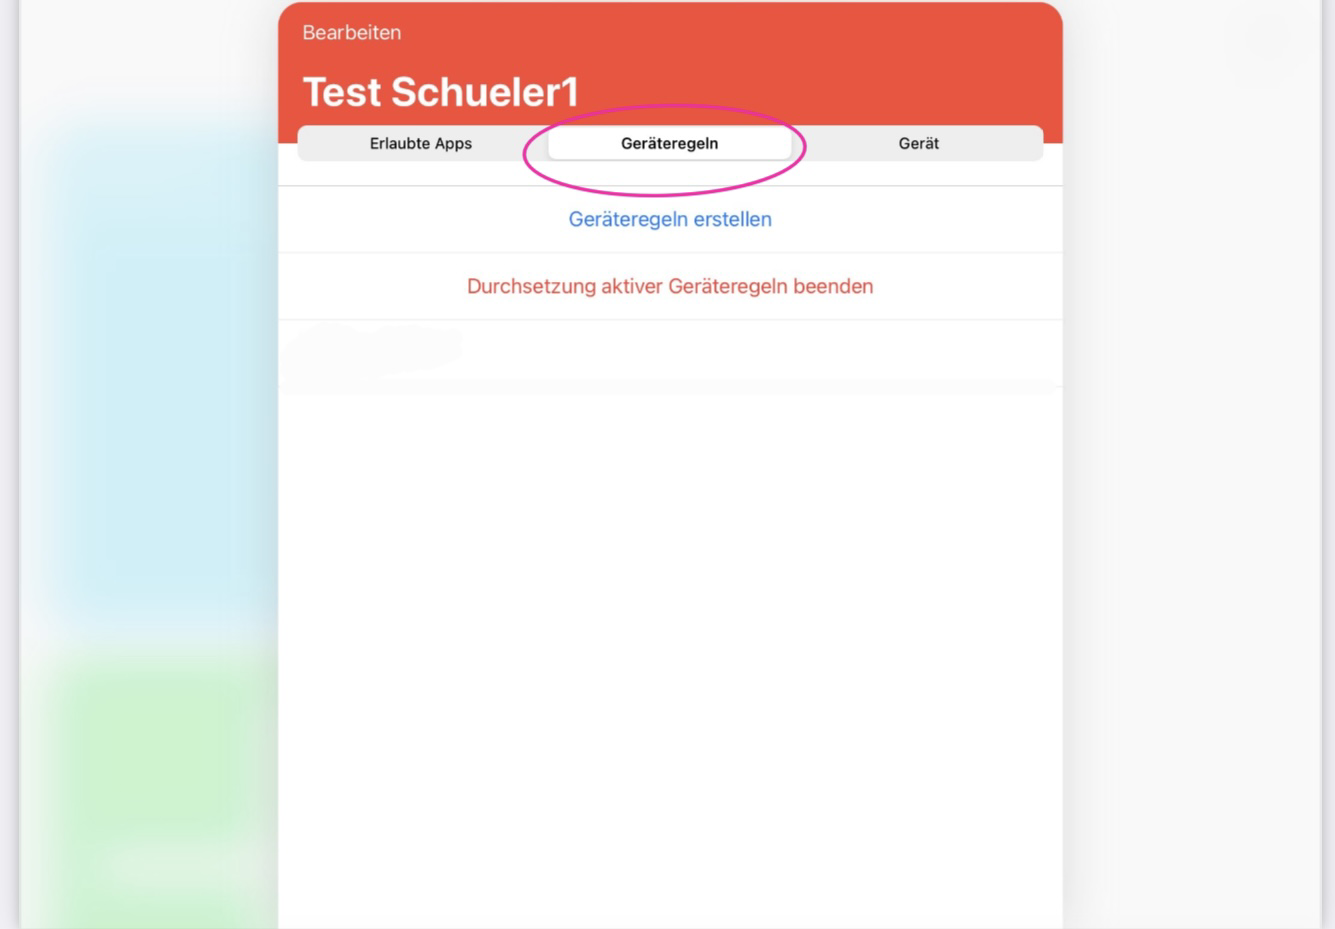 Bearbeiten
Test Schueler1
Erlaubte Apps Geräteregeln Gerät
Geräteregeln erstellen
Durchsetzung aktiver Geräteregeln beenden